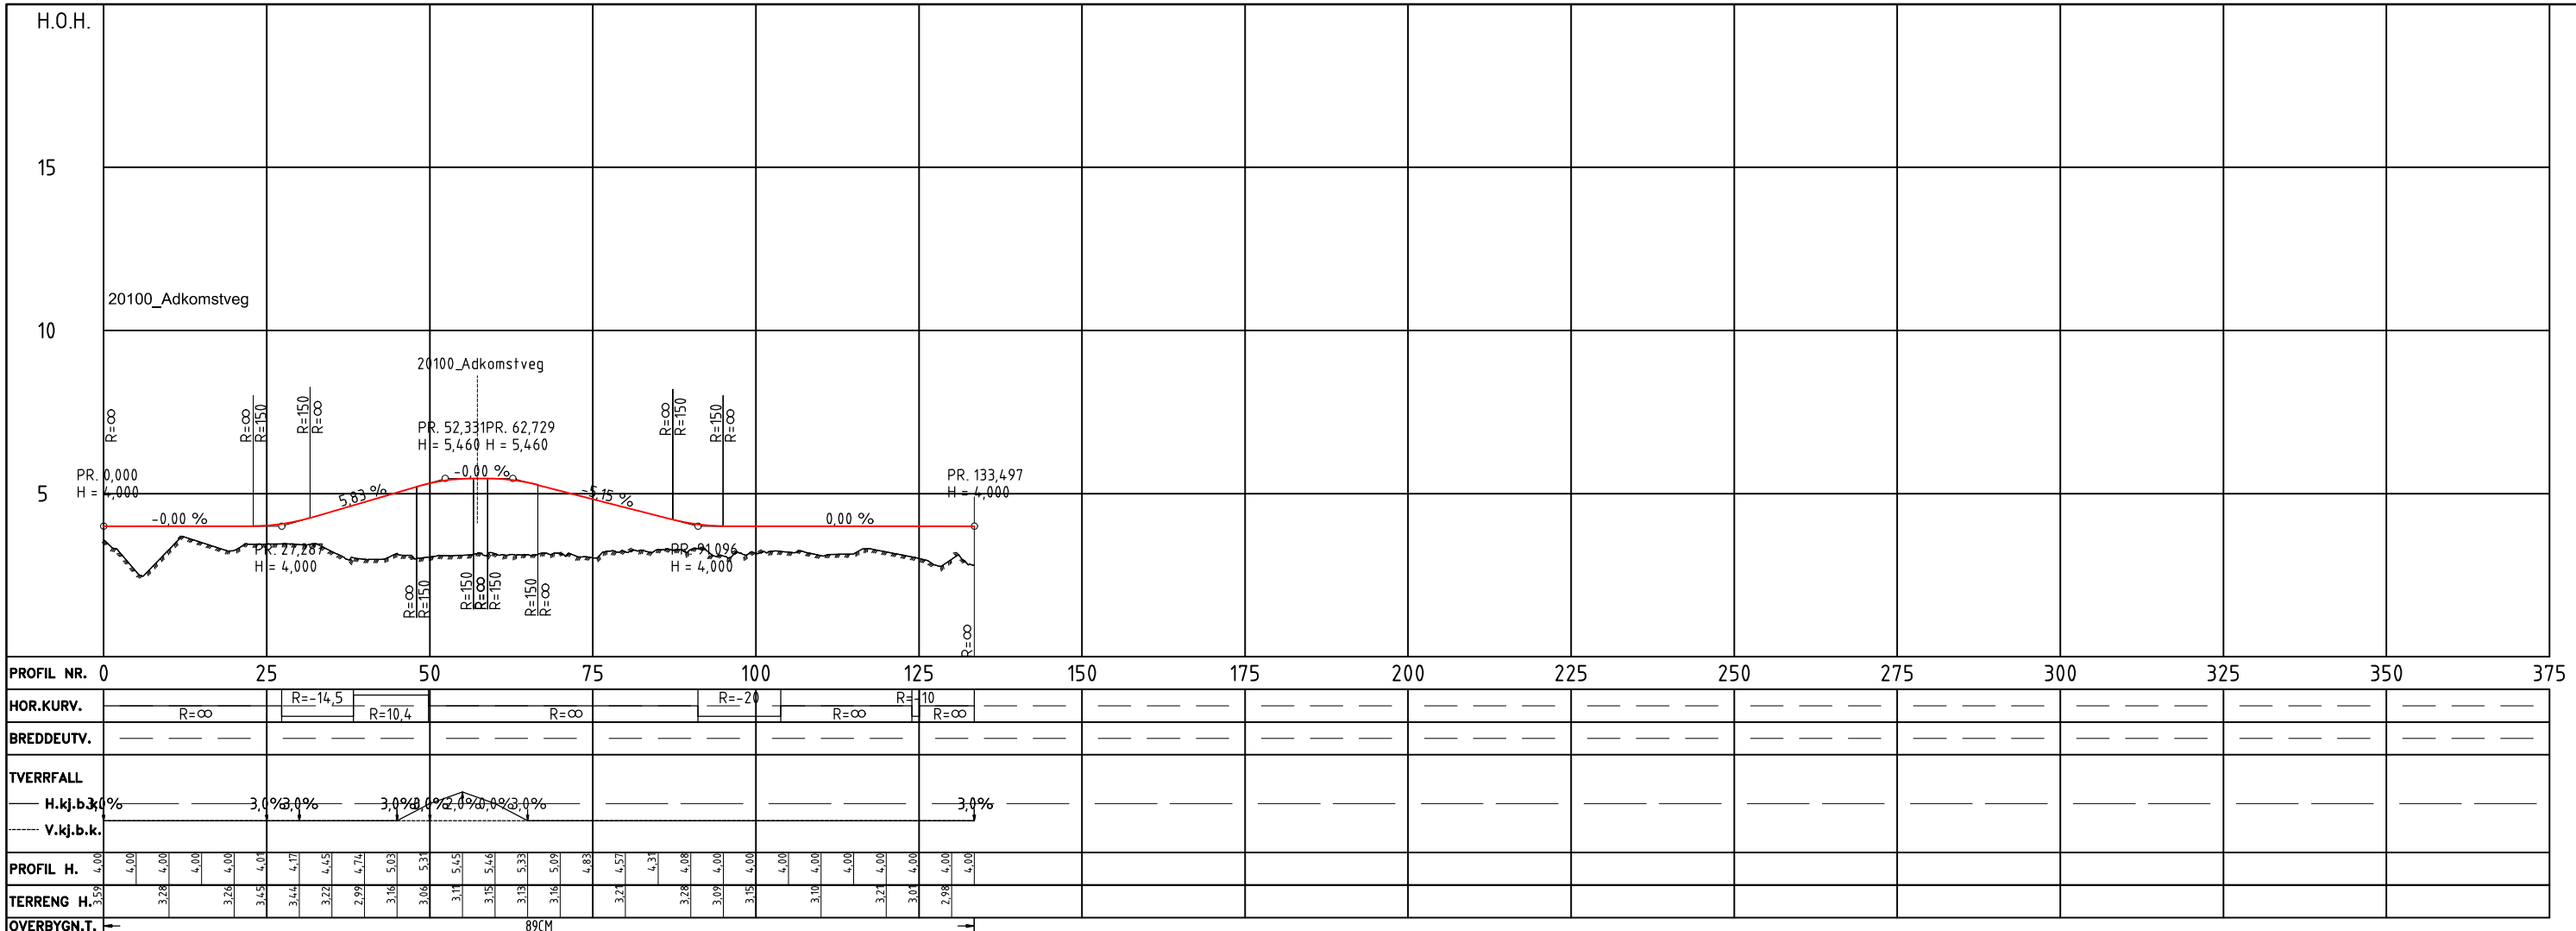 H.O.H.
15
20100_Adkomstveg
10
20100_Adkomstveg
R=∞
R=∞
R=150
R=150
R=∞
R=∞
R=150
R=150
R=∞
PR. 52,331
H = 5,460
PR. 62,729
H = 5,460
PR. 0,000
H = 4,000
-0,00 %
PR. 133,497
H = 4,000
5
5,83 %
-5,15 %
-0,00 %
0,00 %
PR. 27,287
H = 4,000
PR. 91,096
H = 4,000
R=∞
R=150
R=150
R=∞
R=∞
R=150
R=150
R=∞
R=∞
PROFIL NR. 0 25 50 75 100 125 150 175 200 225 250 275 300 325 350 375
HOR.KURV. R=∞ R=-14,5 R=10,4 R=∞ R=-20 R=∞ R=-10 R=∞
BREDDEUTV.
TVERRFALL
H.kj.b.k. 3,0% 3,0% 3,0% 3,0% 0,0% 2,0% 0,0% 3,0% 3,0%
V.kj.b.k.
PROFIL H. 4,00 4,00 4,00 4,00 4,00 4,01 4,17 4,45 4,74 5,03 5,31 5,45 5,46 5,33 5,09 4,83 4,57 4,31 4,08 4,00 4,00 4,00 4,00 4,00 4,00 4,00 4,00 4,00
TERRENG H. 3,59 3,28 3,26 3,45 3,44 3,22 2,99 3,16 3,06 3,11 3,15 3,13 3,16 3,21 3,28 3,09 3,15 3,10 3,21 3,01 2,98
OVERBYGN.T. 89CM